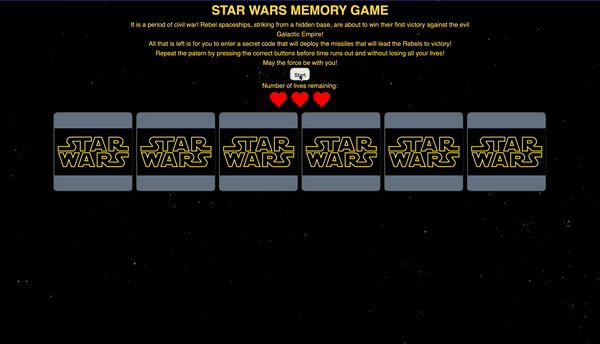 STAR WARS MEMORY GAME
It is a period of civil war! Rebel spaceships, striking from a hidden base, are about to win their first victory against the evil
Galactic Empire!
All that is left is for you to enter a secret code that will deploy the missiles that will lead the Rebels to victory!
Repeat the patern by pressing the correct buttons before time runs out and without losing all your lives!
May the force be with you!
Start
Number of lives remaining:
STAR WARS STAR WARS STAR WARS STAR WARS STAR WARS STAR WARS